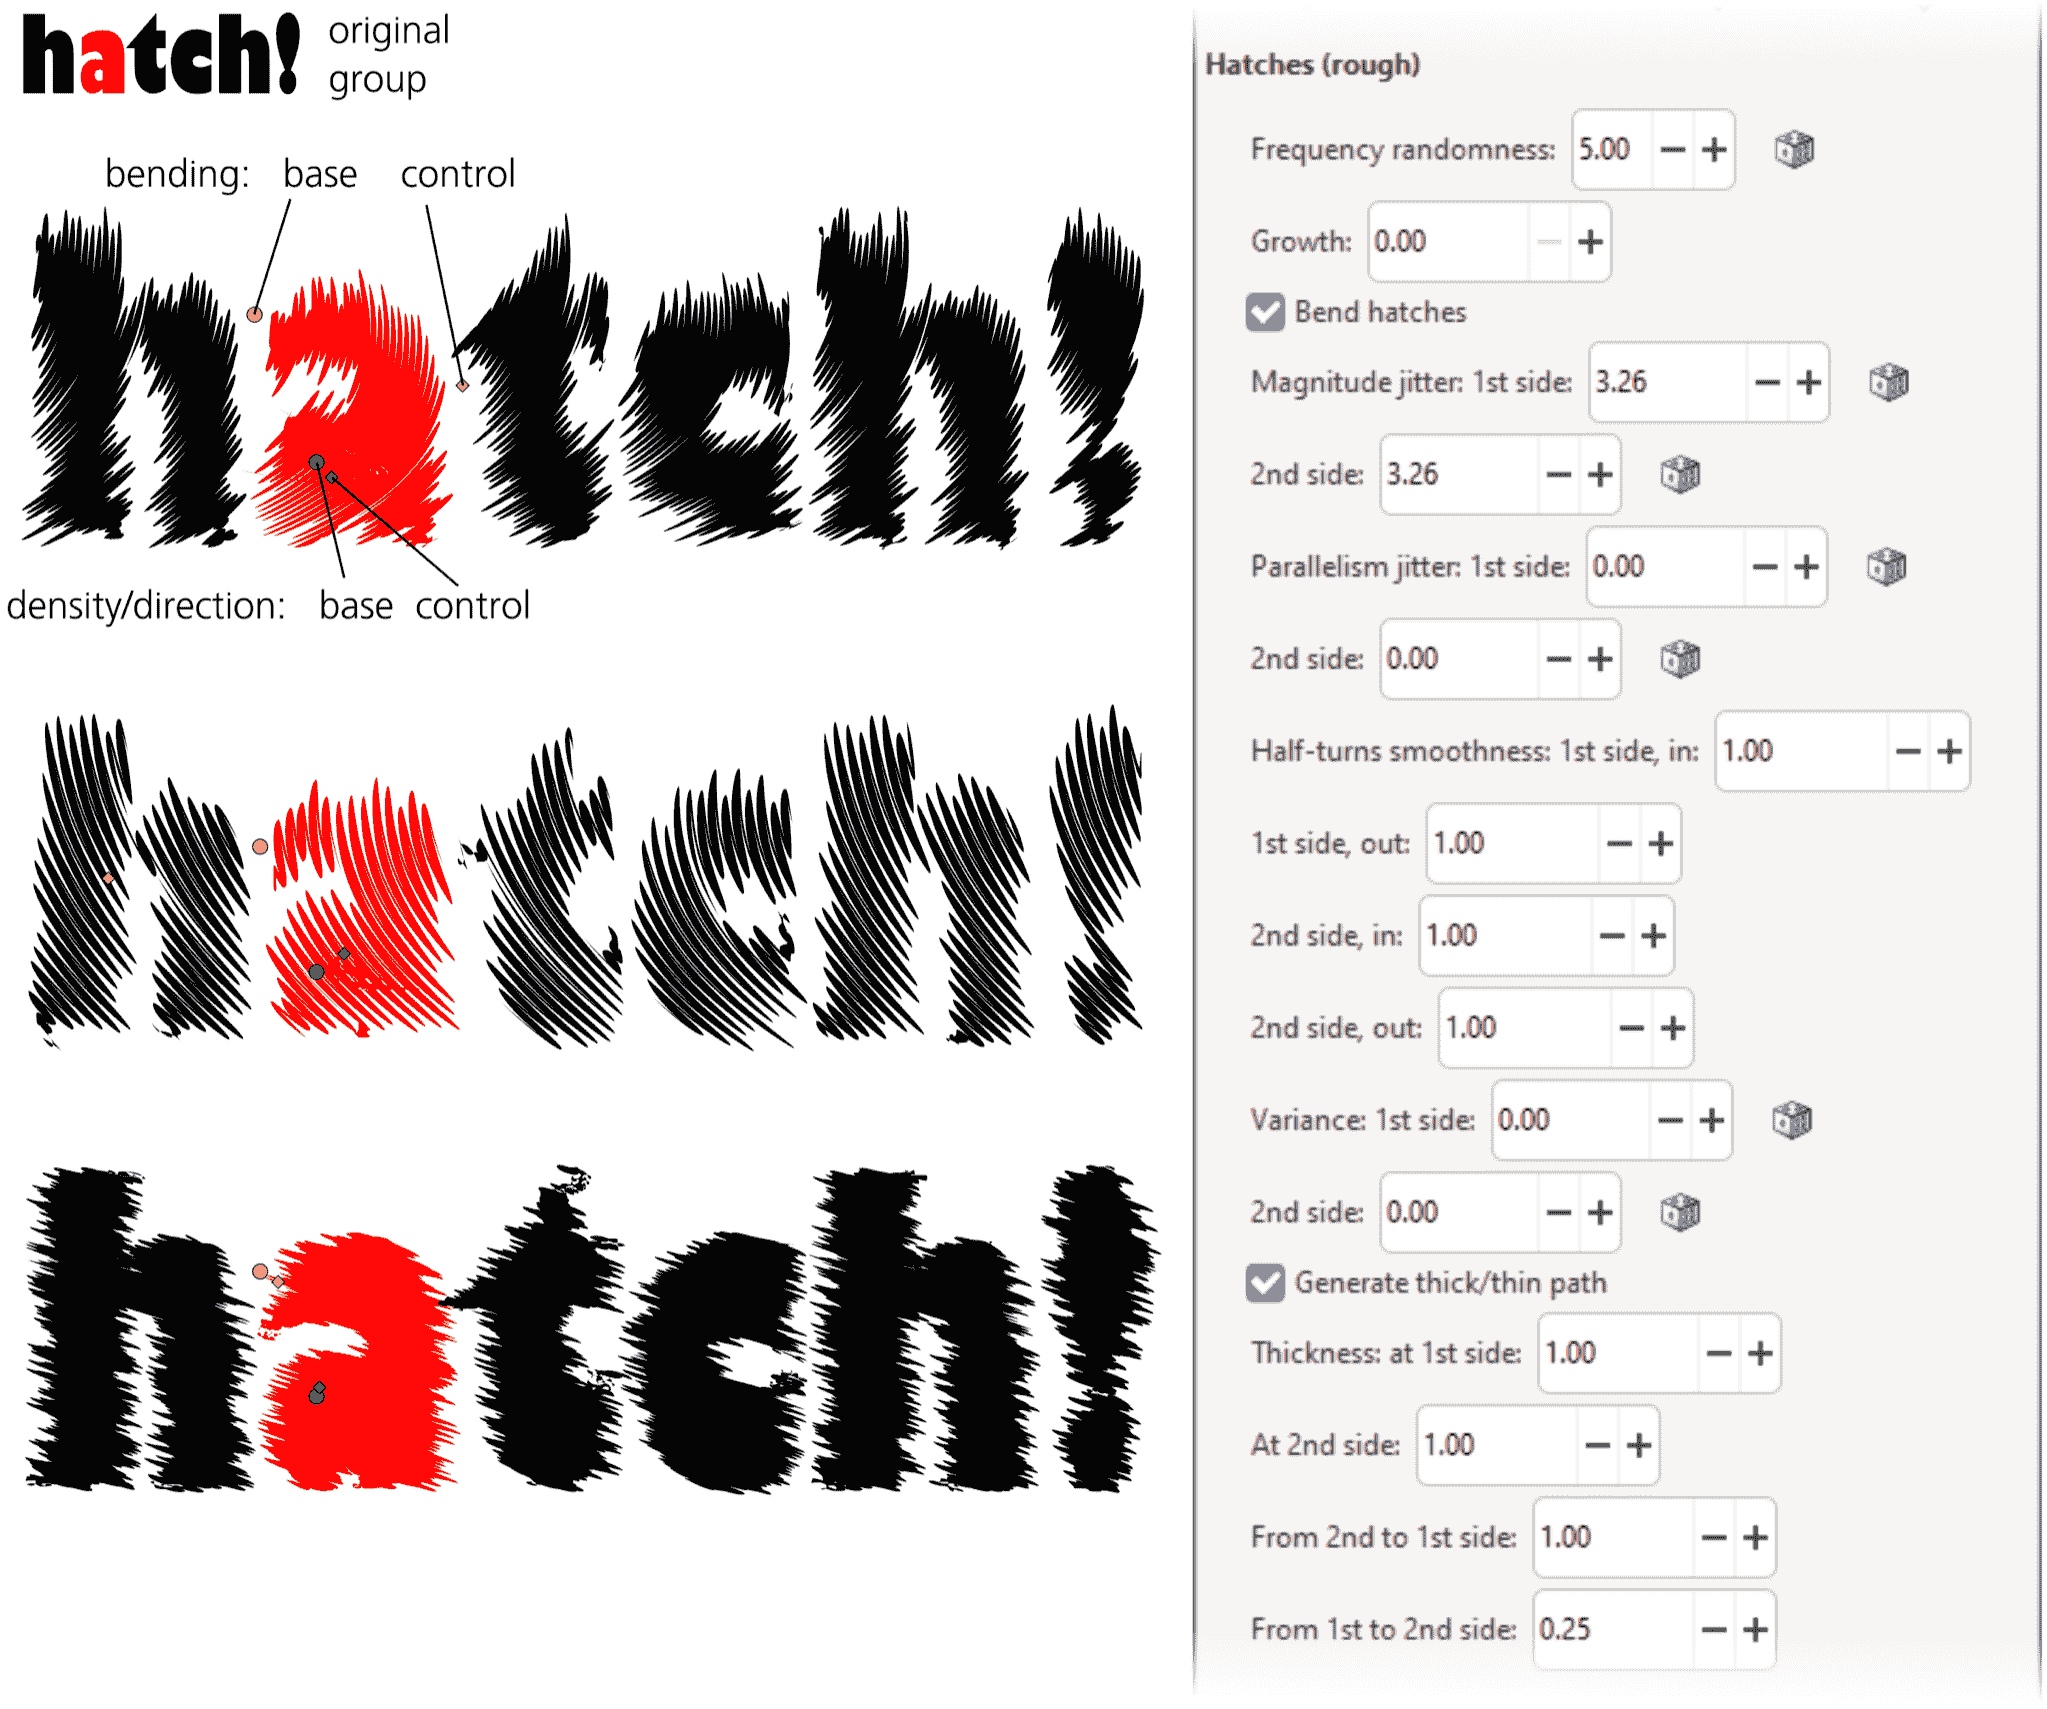 hatch!
original
group
bending: base control
hatch!
density/direction: base control
hatch!
hatch!
Hatches (rough)
Frequency randomness: 5.00
Growth: 0.00
Bend hatches
Magnitude jitter: 1st side: 3.26
2nd side: 3.26
Parallelism jitter: 1st side: 0.00
2nd side: 0.00
Half-turns smoothness: 1st side, in: 1.00
1st side, out: 1.00
2nd side, in: 1.00
2nd side, out: 1.00
Variance: 1st side: 0.00
2nd side: 0.00
Generate thick/thin path
Thickness: at 1st side: 1.00
At 2nd side: 1.00
From 2nd to 1st side: 1.00
From 1st to 2nd side: 0.25